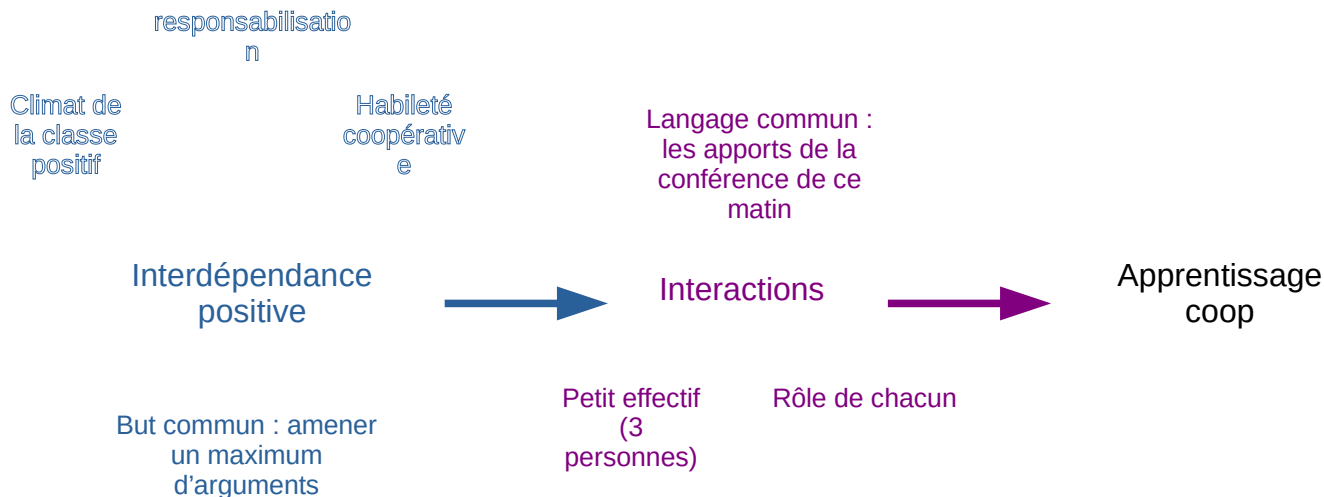 responsabilisatio
n
Climat de
la classe
positif
Habileté
coopérativ
e
Langage commun :
les apports de la
conférence de ce
matin
Interdépendance
positive
Interactions
Apprentissage
coop
But commun : amener
un maximum
d'arguments
Petit effectif
(3
personnes)
Rôle de chacun